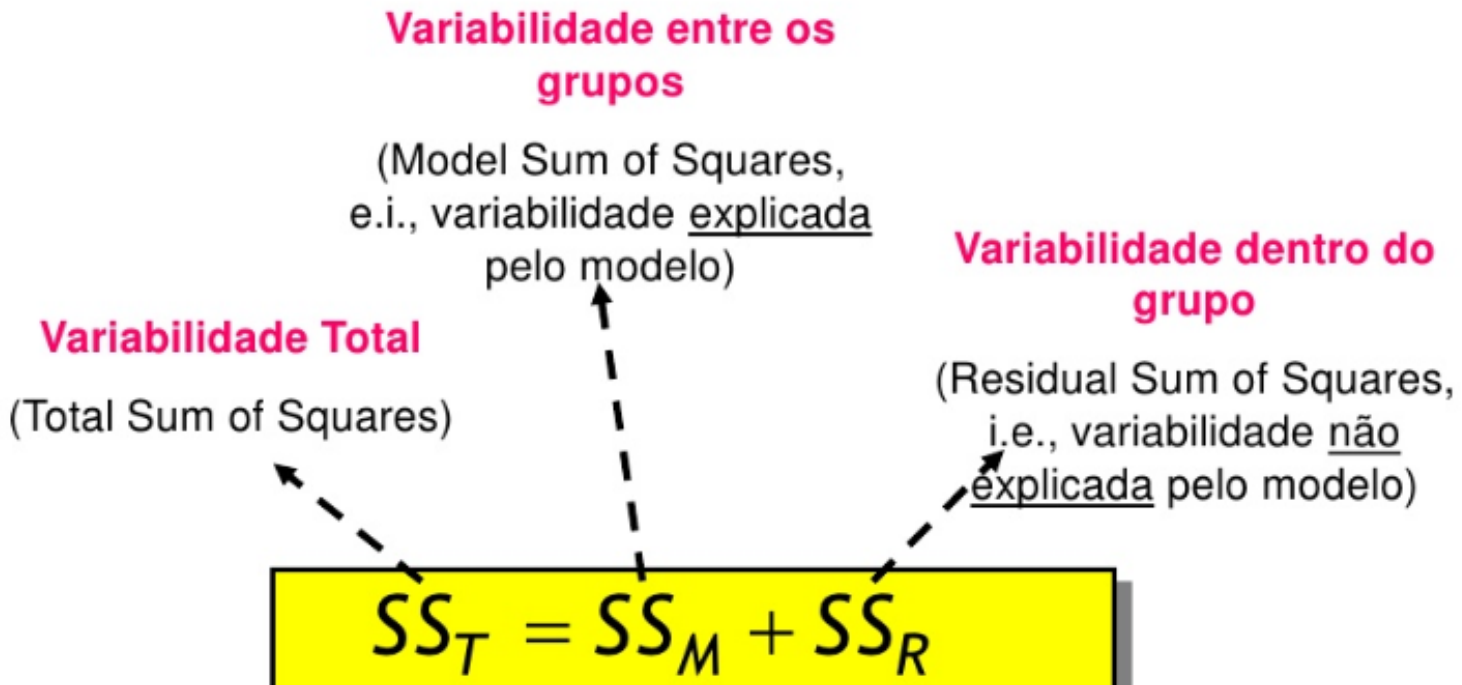 Variabilidade entre os
grupos
(Model Sum of Squares,
e.i., variabilidade explicada
pelo modelo)
Variabilidade dentro do
grupo
(Residual Sum of Squares,
i.e., variabilidade não
explicada pelo modelo)
Variabilidade Total
(Total Sum of Squares)
SS_T = SS_M + SS_R